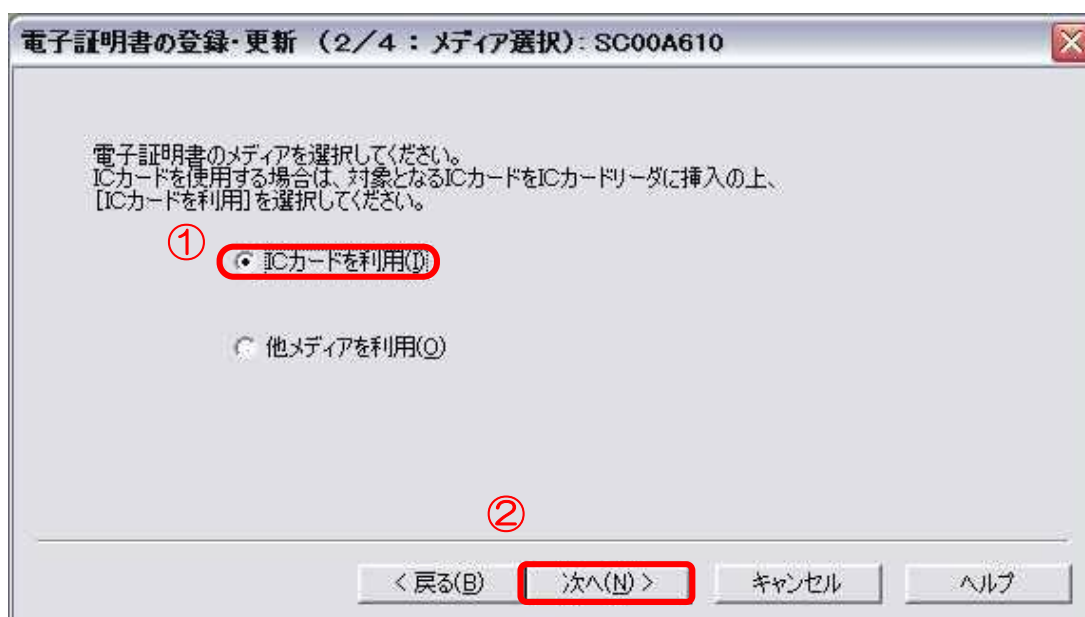 電子証明書の登録・更新 (2/4:メディア選択):SC00A610
電子証明書のメディアを選択してください。
ICカードを使用する場合は、対象となるICカードをICカードリーダに挿入の上、
[ICカードを利用]を選択してください。
①
ICカードを利用(I)
他メディアを利用(O)
②
< 戻る(B) 次へ(N) > キャンセル ヘルプ